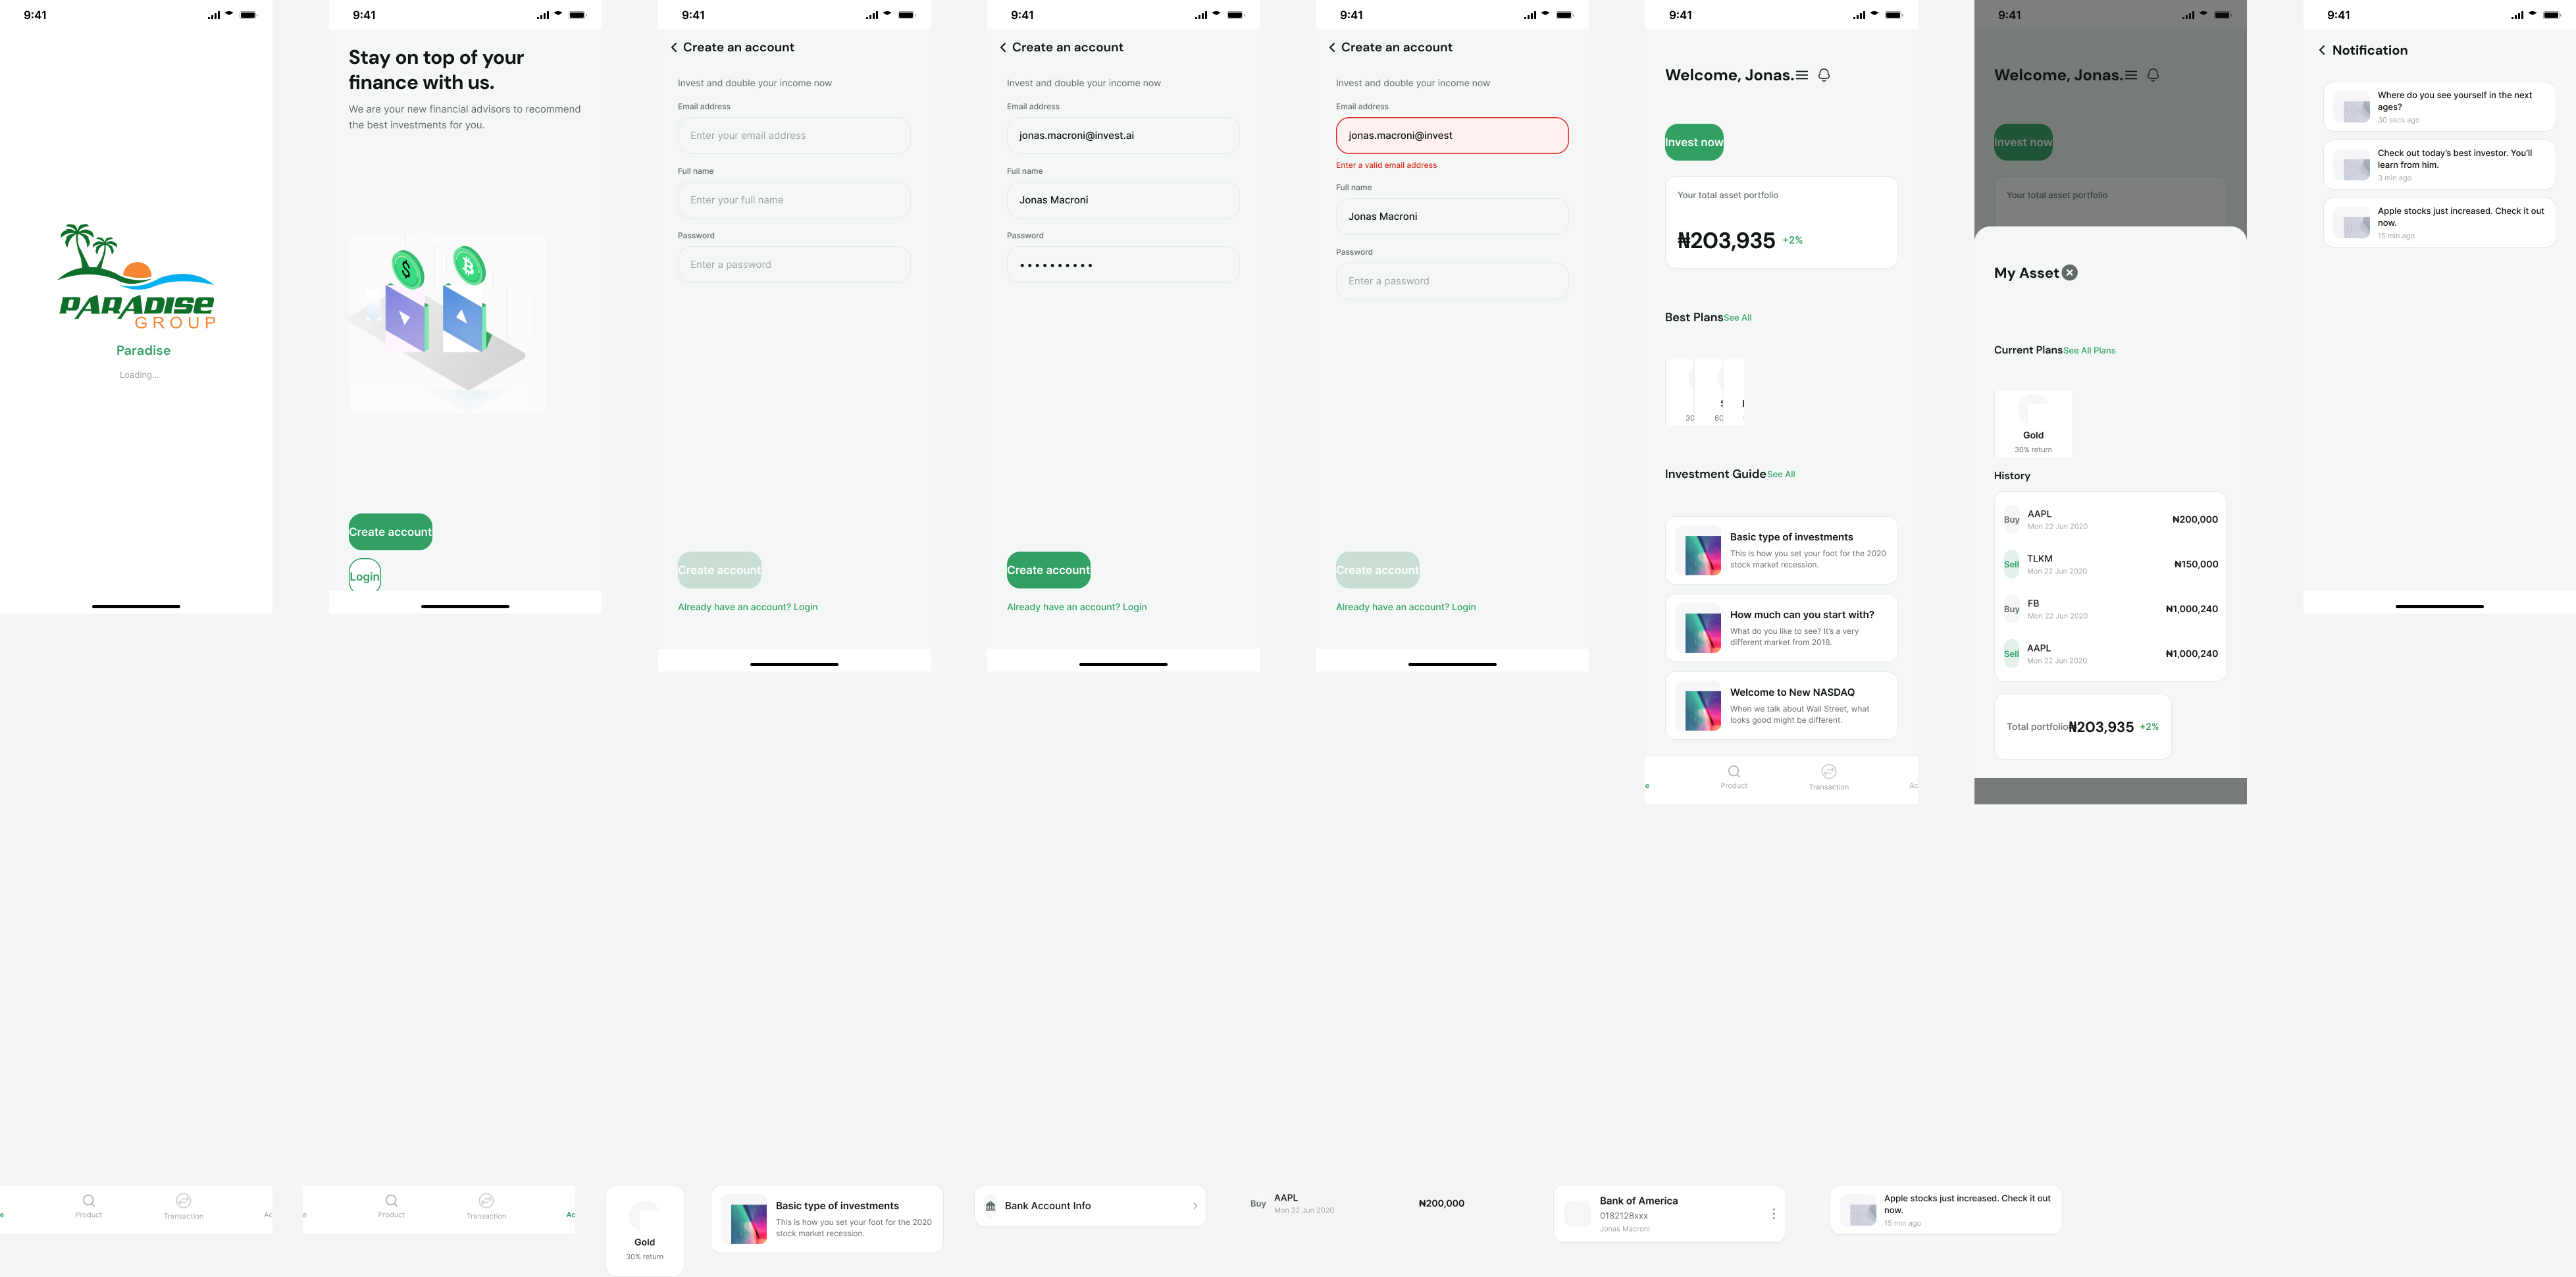 9:41
PARADISE
GROUP
Paradise
Loading...
9:41
Stay on top of your
finance with us.
We are your new financial advisors to recommend
the best investments for you.
Create account
Login
9:41
Create an account
Invest and double your income now
Email address
Enter your email address
Full name
Enter your full name
Password
Enter a password
Create account
Already have an account? Login
9:41
Create an account
Invest and double your income now
Email address
jonas.macroni@invest.ai
Full name
Jonas Macroni
Password
Create account
Already have an account? Login
9:41
Create an account
Invest and double your income now
Email address
jonas.macroni@invest
Enter a valid email address
Full name
Jonas Macroni
Password
Enter a password
Create account
Already have an account? Login
9:41
Welcome, Jonas.
Invest now
Your total asset portfolio
₦203,935 +2%
Best Plans See All
30
60
Investment Guide See All
Basic type of investments
This is how you set your foot for the 2020
stock market recession.
How much can you start with?
What do you like to see? It's a very
different market from 2018.
Welcome to New NASDAQ
When we talk about Wall Street, what
looks good might be different.
e Product Transaction Ac
9:41
Welcome, Jonas.
Invest now
Your total asset portfolio
My Asset
Current Plans See All Plans
Gold
30% return
History
Buy AAPL ₦200,000
Mon 22 Jun 2020
Sell TLKM ₦150,000
Mon 22 Jun 2020
Buy FB ₦1,000,240
Mon 22 Jun 2020
Sell AAPL ₦1,000,240
Mon 22 Jun 2020
Total portfolio ₦203,935 +2%
9:41
Notification
Where do you see yourself in the next
ages?
30 secs ago
Check out today's best investor. You'll
learn from him.
3 min ago
Apple stocks just increased. Check it out
now.
15 min ago
e Product Transaction Ac
e Product Transaction Ac
Gold
30% return
Basic type of investments
This is how you set your foot for the 2020
stock market recession.
Bank Account Info
Buy AAPL ₦200,000
Mon 22 Jun 2020
Bank of America
0182128xxx
Jonas Macroni
Apple stocks just increased. Check it out
now.
15 min ago